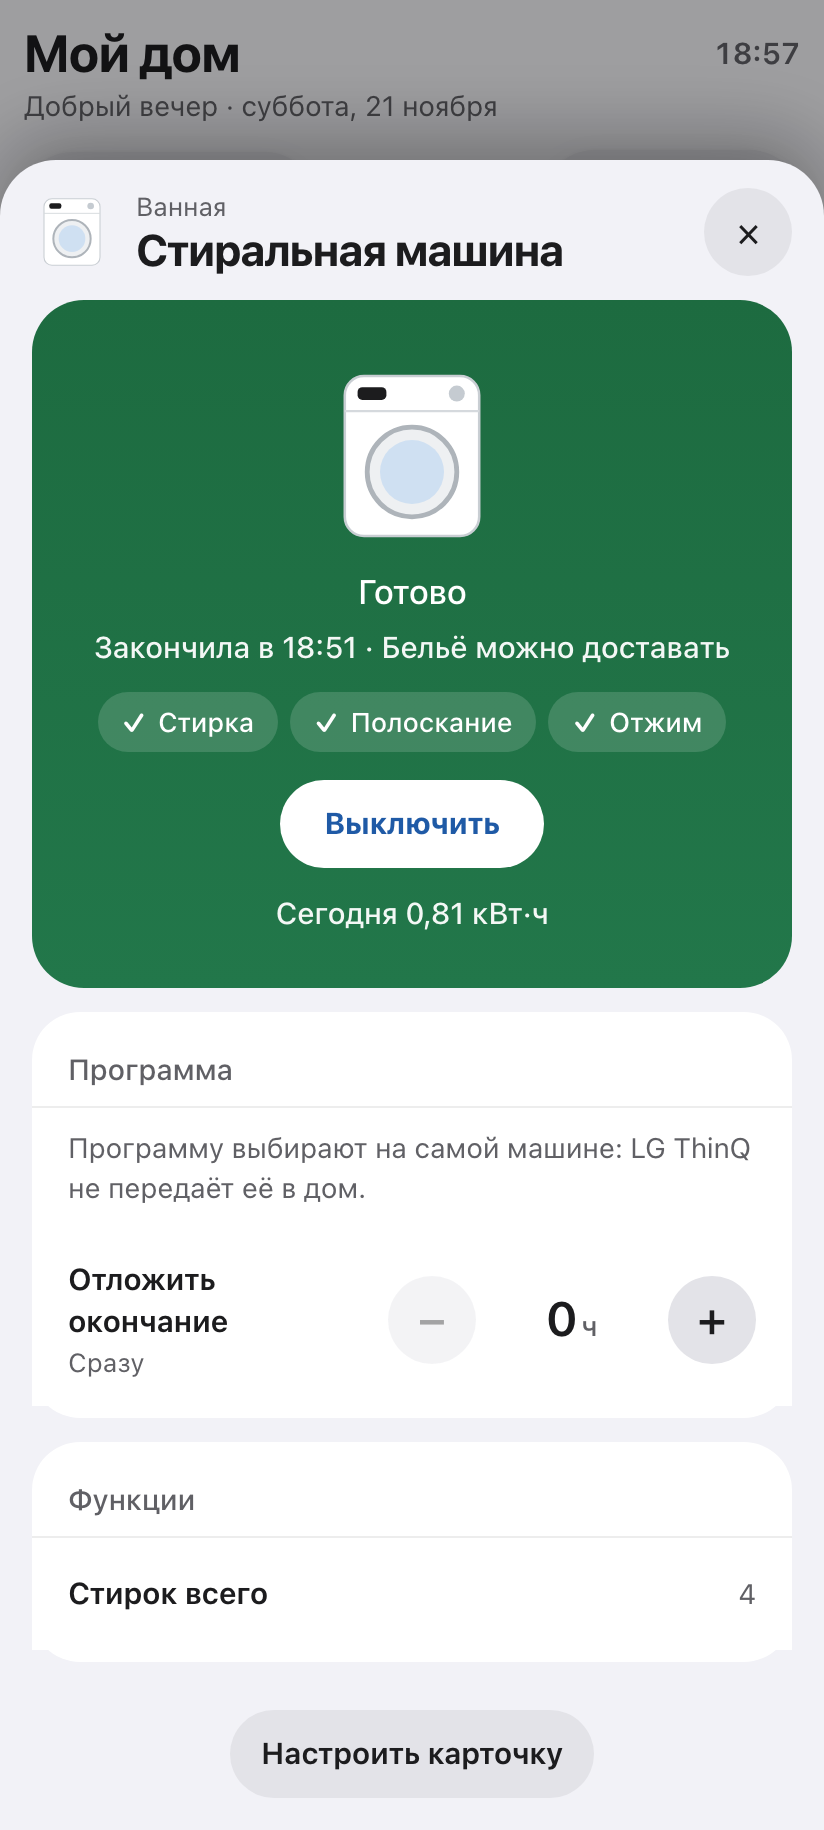 Мой дом
18:57
Добрый вечер · суббота, 21 ноября
Ванная
Стиральная машина
×
Готово
Закончила в 18:51 · Бельё можно доставать
✓ Стирка
✓ Полоскание
✓ Отжим
Выключить
Сегодня 0,81 кВт·ч
Программа
Программу выбирают на самой машине: LG ThinQ
не передаёт её в дом.
Отложить
окончание
Сразу
−
0 ч
+
Функции
Стирок всего
4
Настроить карточку